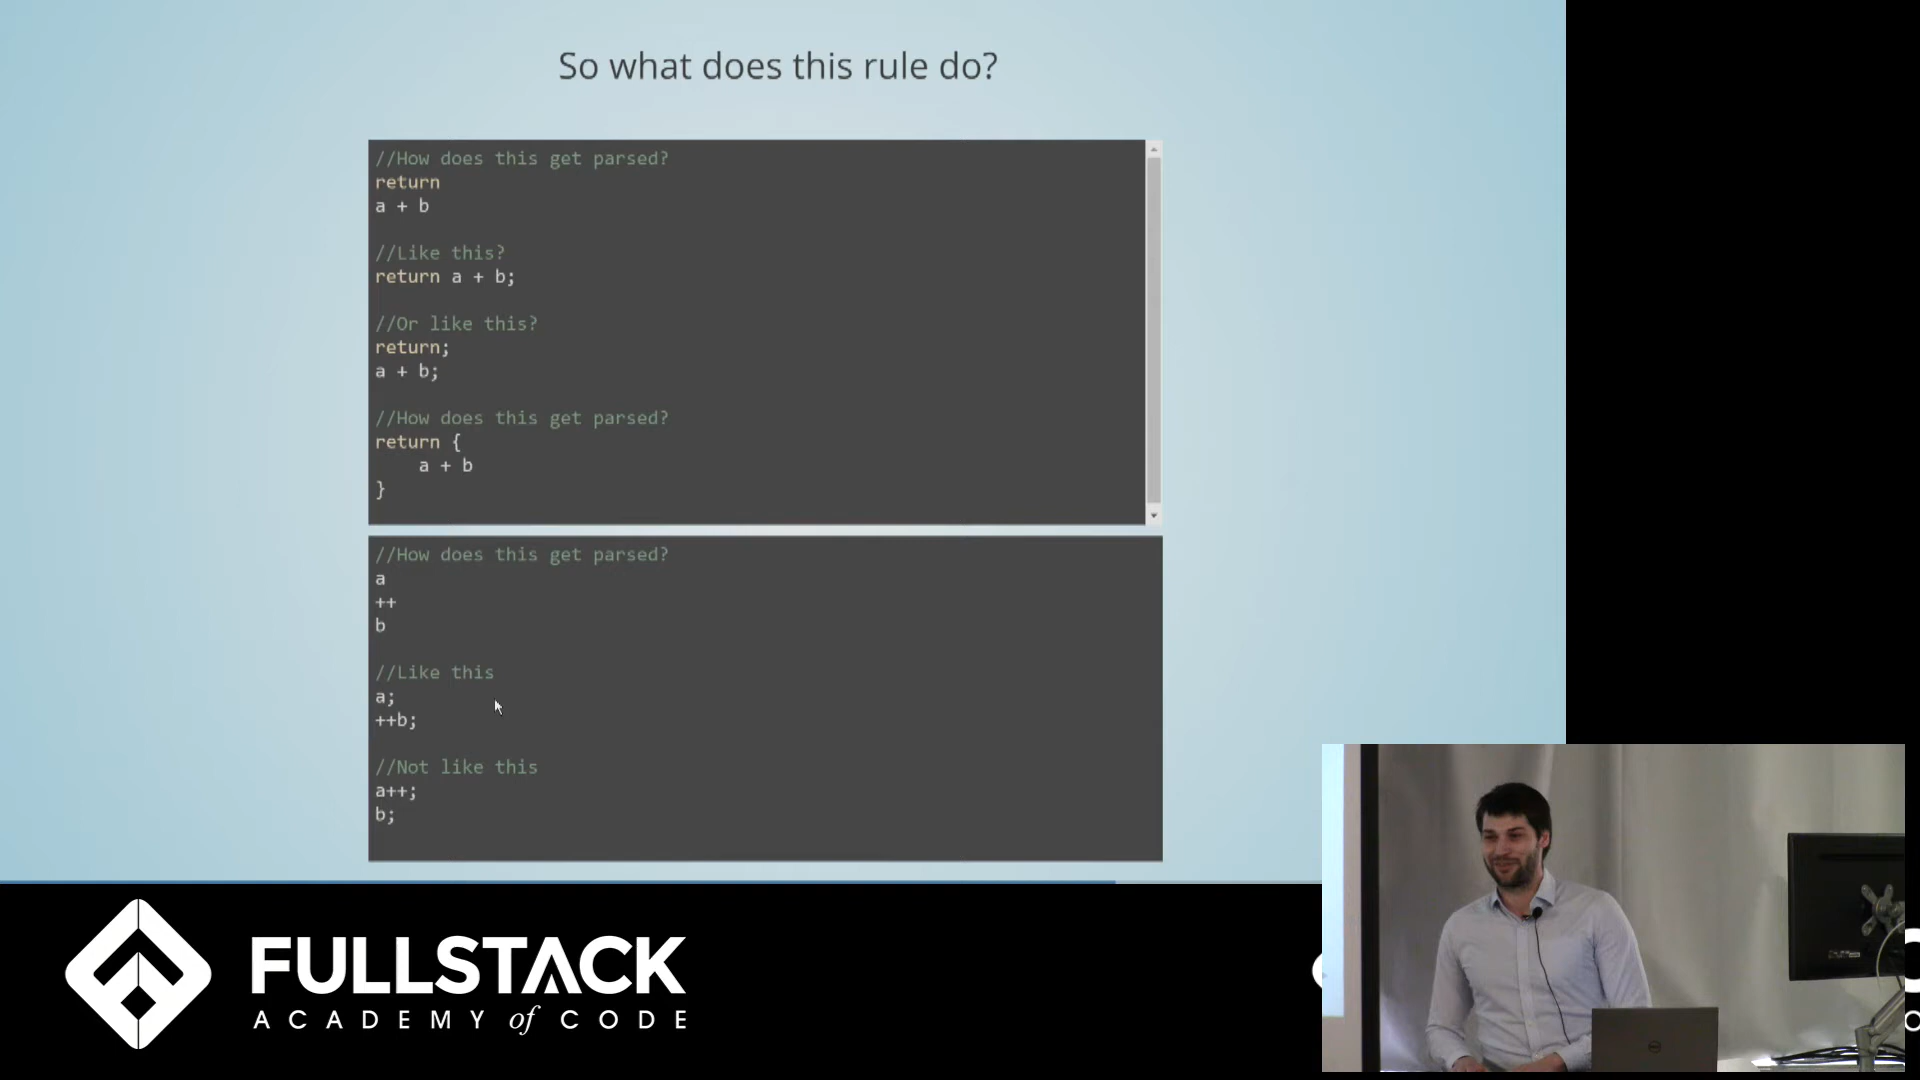 So what does this rule do?
//How does this get parsed?
return
a + b
//Like this?
return a + b;
//Or like this?
return;
a + b;
//How does this get parsed?
return {
    a + b
}
//How does this get parsed?
a
++
b
//Like this
a;
++b;
//Not like this
a++;
b;
FULLSTACK
ACADEMY of CODE